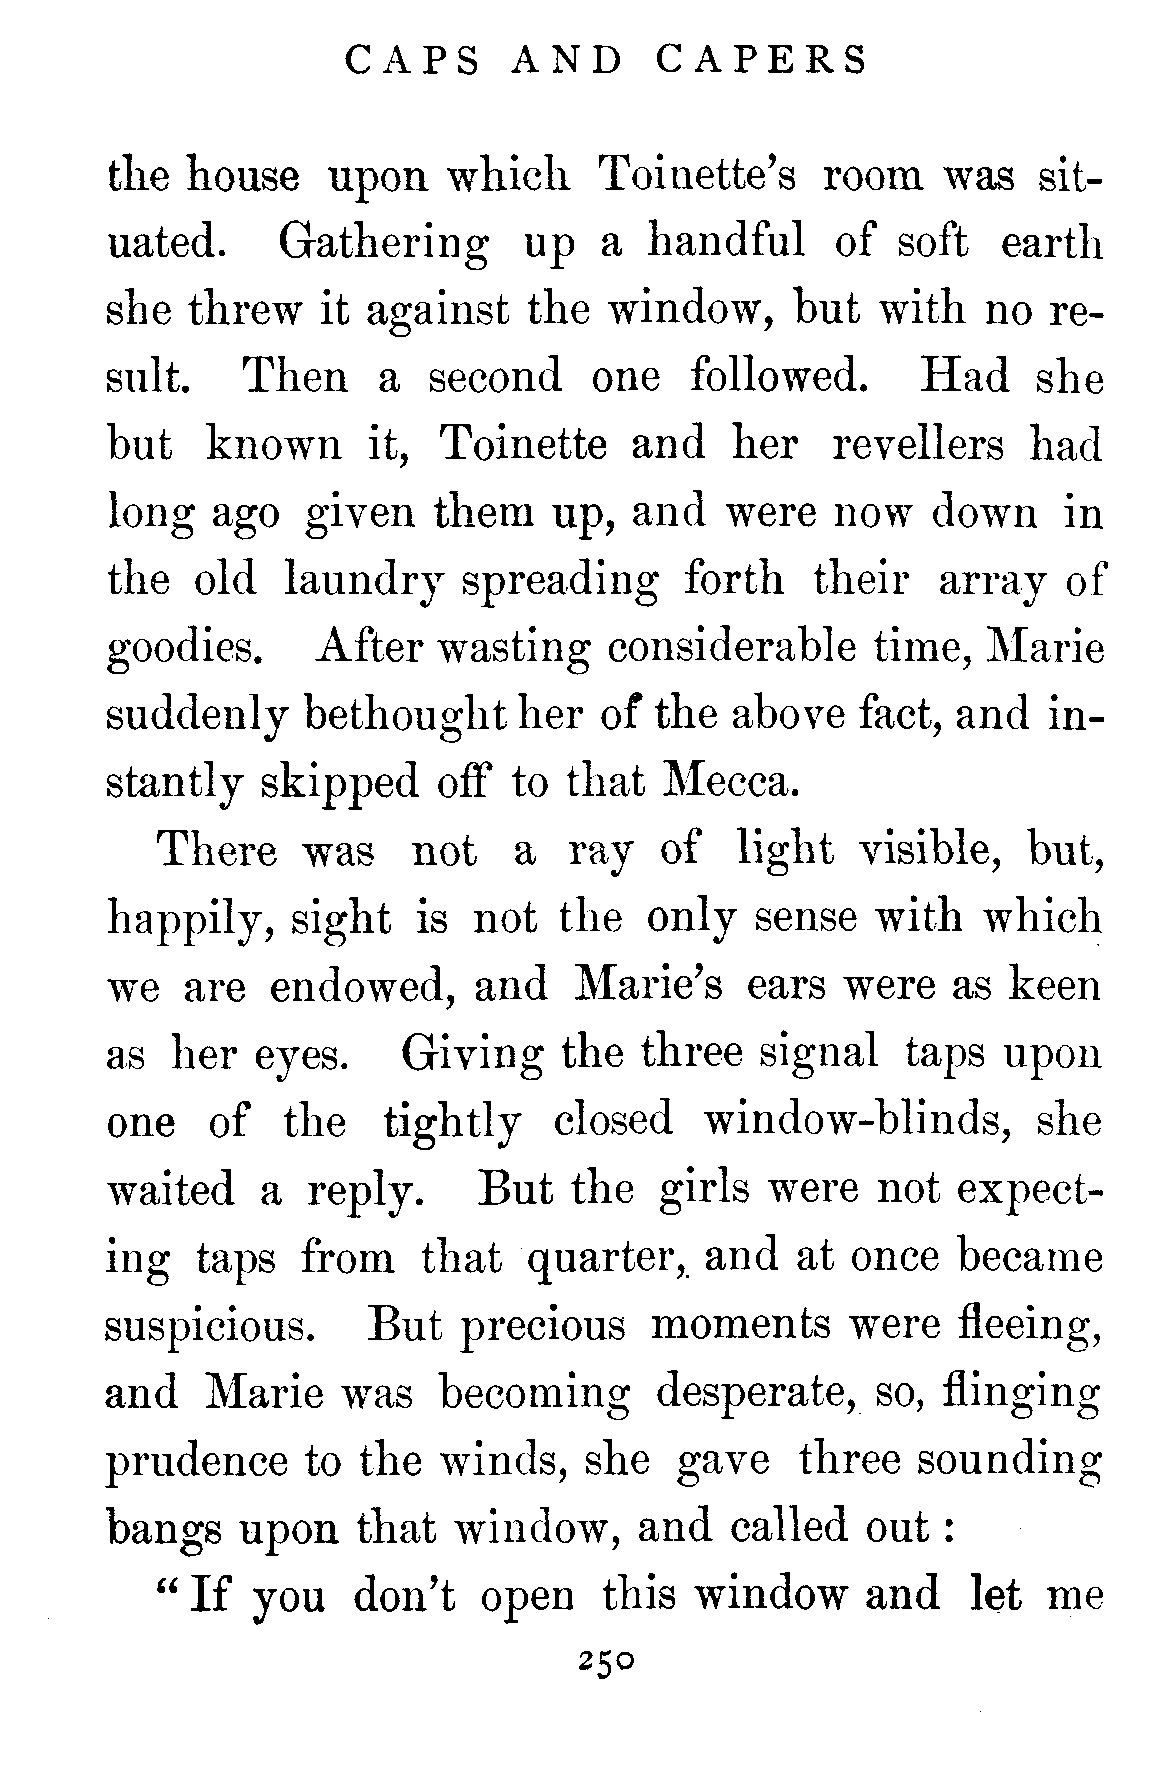 CAPS AND CAPERS
the house upon which Toinette's room was sit-
uated. Gathering up a handful of soft earth
she threw it against the window, but with no re-
sult. Then a second one followed. Had she
but known it, Toinette and her revellers had
long ago given them up, and were now down in
the old laundry spreading forth their array of
goodies. After wasting considerable time, Marie
suddenly bethought her of the above fact, and in-
stantly skipped off to that Mecca.
There was not a ray of light visible, but,
happily, sight is not the only sense with which
we are endowed, and Marie's ears were as keen
as her eyes. Giving the three signal taps upon
one of the tightly closed window-blinds, she
waited a reply. But the girls were not expect-
ing taps from that quarter, and at once became
suspicious. But precious moments were fleeing,
and Marie was becoming desperate, so, flinging
prudence to the winds, she gave three sounding
bangs upon that window, and called out :
" If you don't open this window and let me
250